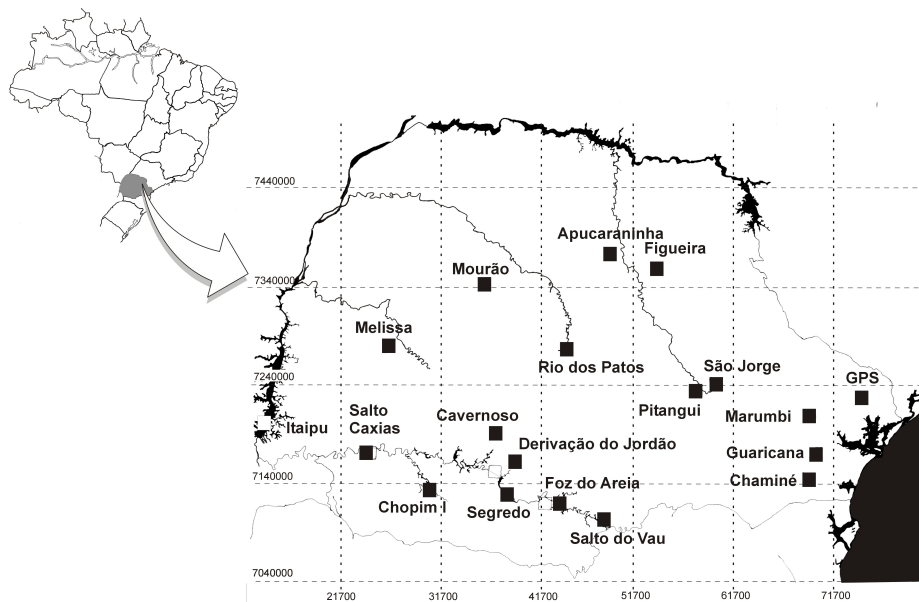 7440000
Apucaraninha
Figueira
Mourão
7340000
Melissa
Rio dos Patos
São Jorge
7240000
GPS
Pitangui
Marumbi
Salto
Caxias
Cavernoso
Itaipu
Derivação do Jordão
Guaricana
Chaminé
7140000
Foz do Areia
Chopim I
Segredo
Salto do Vau
7040000
21700
31700
41700
51700
61700
71700